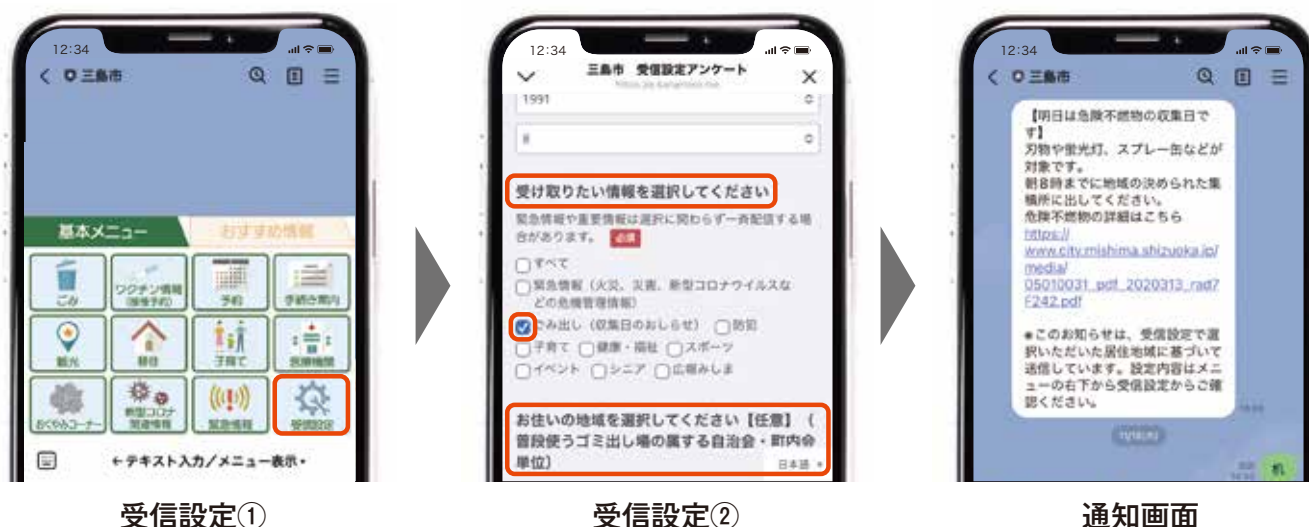 12:34
三島市
基本メニュー
おすすめ情報
ごみ
ワクチン情報
(接種予約)
予約
手続き案内
観光
移住
子育て
医療機関
おくやみコーナー
新型コロナ
関連情報
緊急情報
受信設定
←テキスト入力/メニュー表示・
受信設定①
12:34
三島市 受信設定アンケート
1991
受け取りたい情報を選択してください
緊急情報や重要情報は選択に関わらず一斉配信する場
合があります。 必須
すべて
緊急情報(火災、災害、新型コロナウイルスな
どの危機管理情報)
ごみ出し(収集日のおしらせ) 防犯
子育て 健康・福祉 スポーツ
イベント シニア 広報みしま
お住いの地域を選択してください【任意】(
普段使うゴミ出し場の属する自治会・町内会
単位)
日本語
受信設定②
12:34
三島市
【明日は危険不燃物の収集日で
す】
刃物や蛍光灯、スプレー缶などが
対象です。
朝8時までに地域の決められた集
積所に出してください。
危険不燃物の詳細はこちら
https://
www.city.mishima.shizuoka.jp/
media/
05010031_pdf_2020313_rad7
F242.pdf
*このお知らせは、受信設定で選
択いただいた居住地域に基づいて
送信しています。設定内容はメニ
ューの右下から受信設定からご確
認ください。
机
通知画面